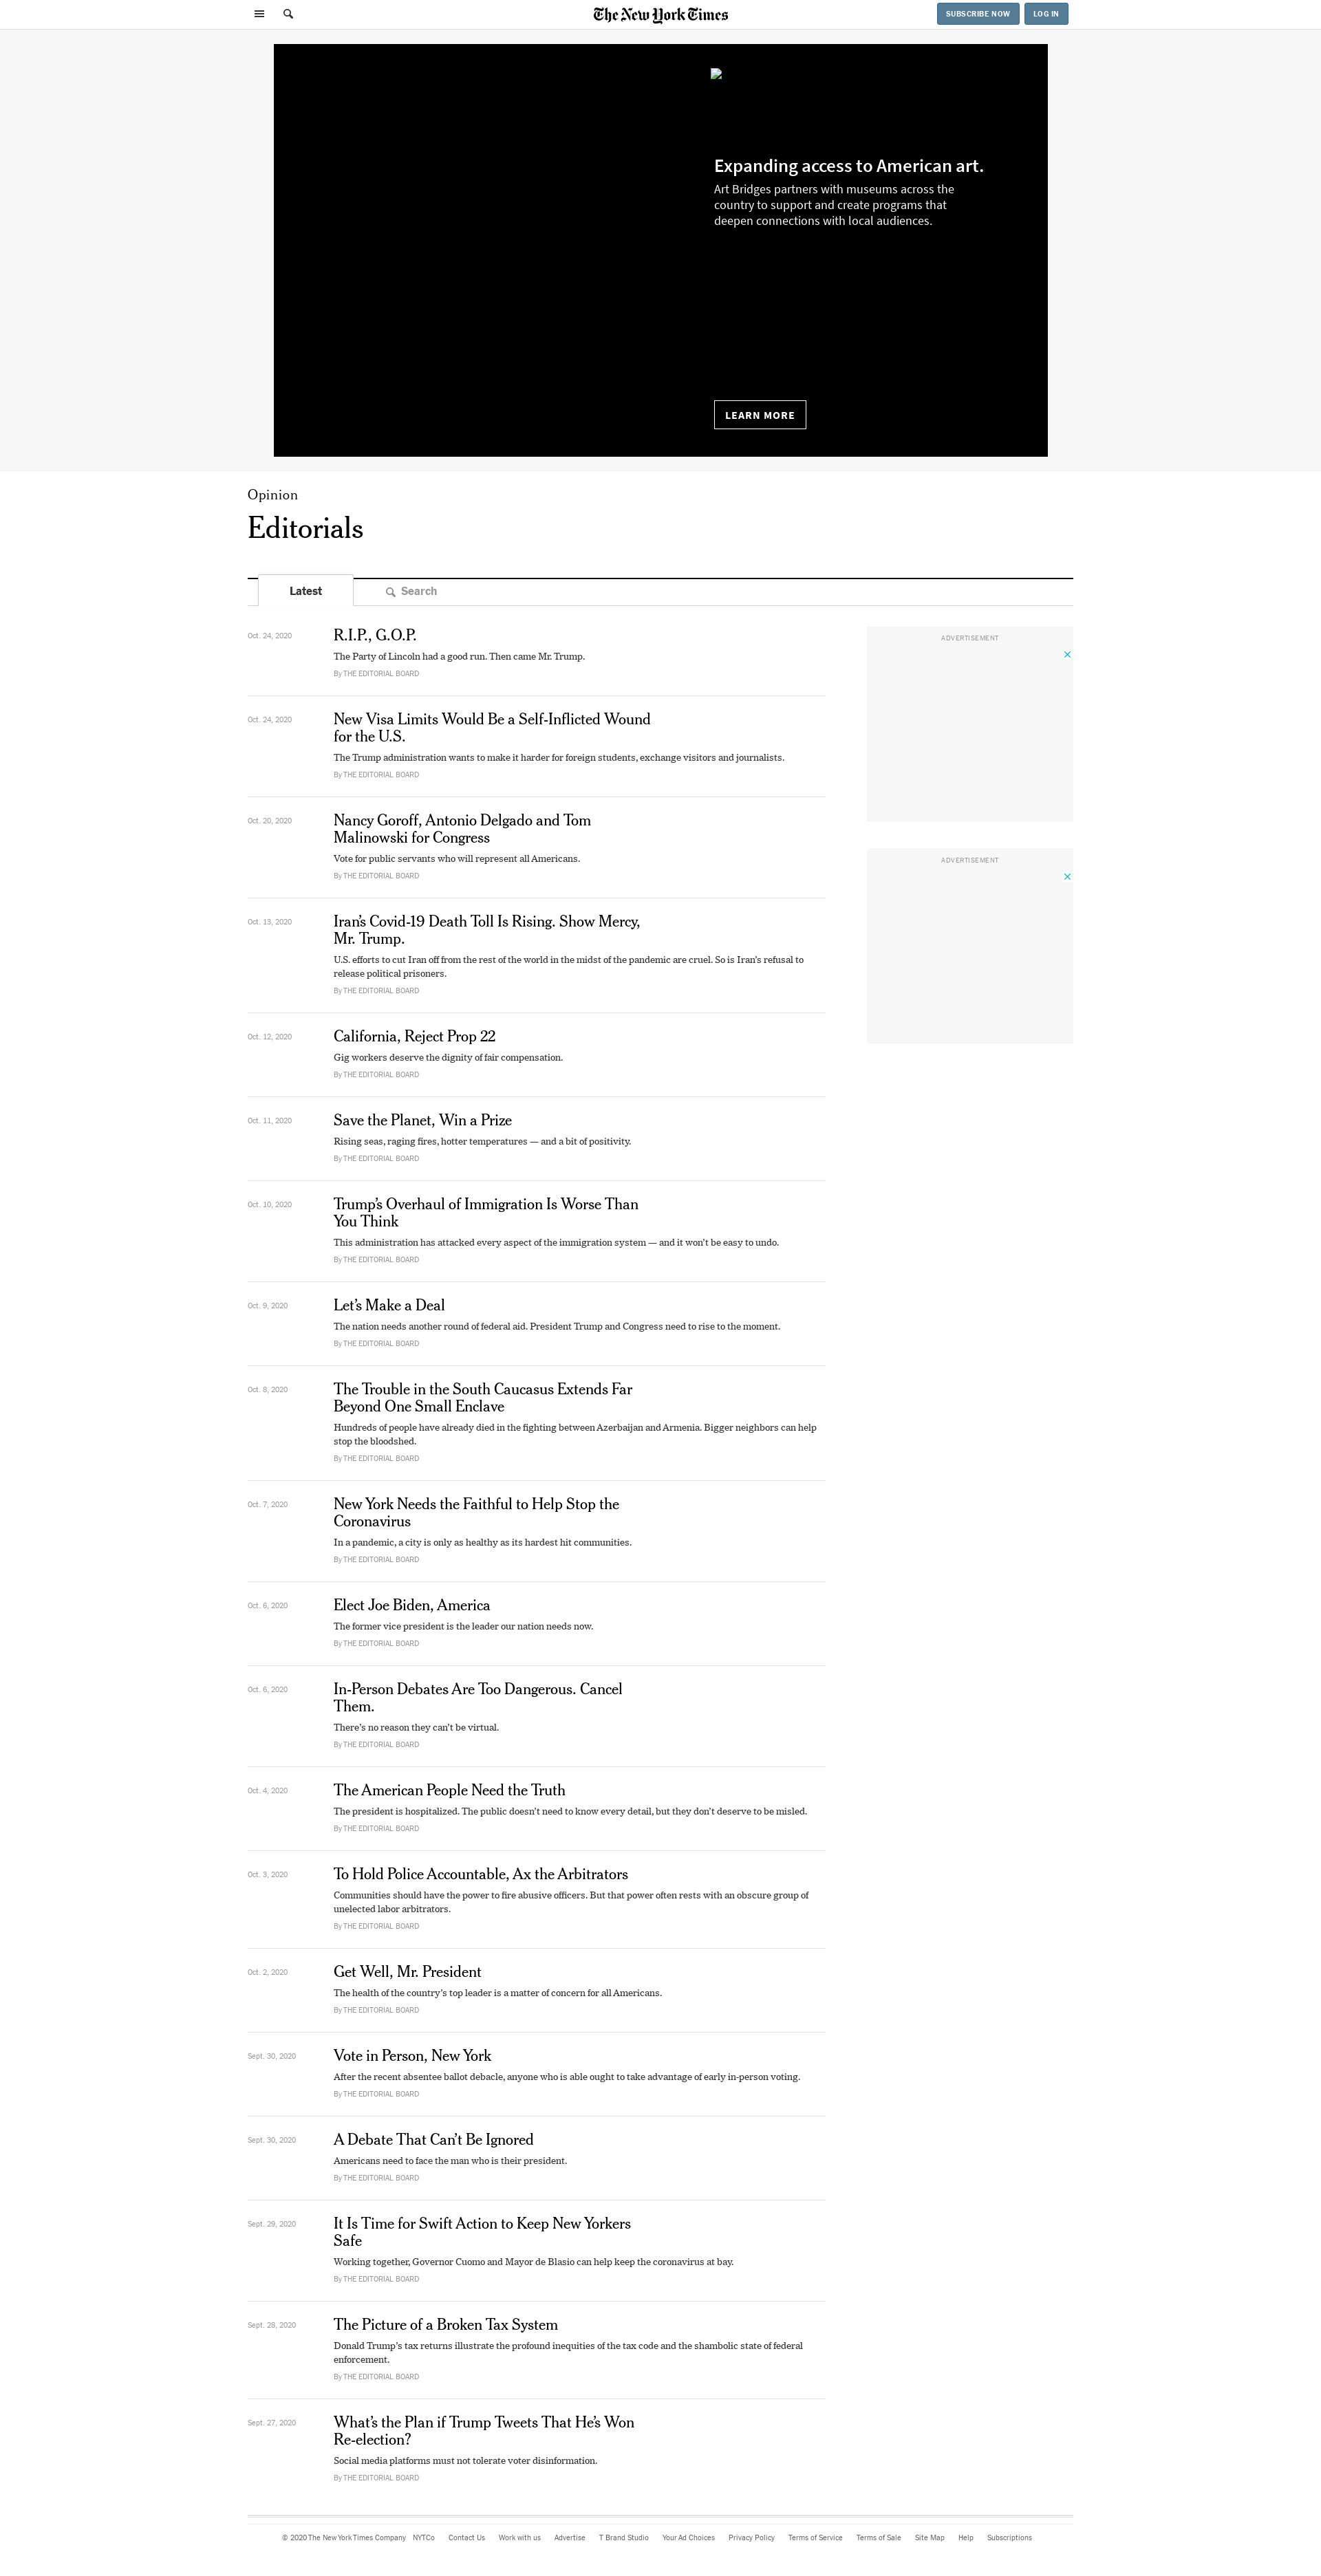 The New York Times
SUBSCRIBE NOW
LOG IN
Expanding access to American art.
Art Bridges partners with museums across the
country to support and create programs that
deepen connections with local audiences.
LEARN MORE
Opinion
Editorials
Latest
Search
Oct. 24, 2020
R.I.P., G.O.P.
The Party of Lincoln had a good run. Then came Mr. Trump.
By THE EDITORIAL BOARD
Oct. 24, 2020
New Visa Limits Would Be a Self-Inflicted Wound
for the U.S.
The Trump administration wants to make it harder for foreign students, exchange visitors and journalists.
By THE EDITORIAL BOARD
Oct. 20, 2020
Nancy Goroff, Antonio Delgado and Tom
Malinowski for Congress
Vote for public servants who will represent all Americans.
By THE EDITORIAL BOARD
Oct. 13, 2020
Iran’s Covid-19 Death Toll Is Rising. Show Mercy,
Mr. Trump.
U.S. efforts to cut Iran off from the rest of the world in the midst of the pandemic are cruel. So is Iran’s refusal to
release political prisoners.
By THE EDITORIAL BOARD
Oct. 12, 2020
California, Reject Prop 22
Gig workers deserve the dignity of fair compensation.
By THE EDITORIAL BOARD
Oct. 11, 2020
Save the Planet, Win a Prize
Rising seas, raging fires, hotter temperatures — and a bit of positivity.
By THE EDITORIAL BOARD
Oct. 10, 2020
Trump’s Overhaul of Immigration Is Worse Than
You Think
This administration has attacked every aspect of the immigration system — and it won’t be easy to undo.
By THE EDITORIAL BOARD
Oct. 9, 2020
Let’s Make a Deal
The nation needs another round of federal aid. President Trump and Congress need to rise to the moment.
By THE EDITORIAL BOARD
Oct. 8, 2020
The Trouble in the South Caucasus Extends Far
Beyond One Small Enclave
Hundreds of people have already died in the fighting between Azerbaijan and Armenia. Bigger neighbors can help
stop the bloodshed.
By THE EDITORIAL BOARD
Oct. 7, 2020
New York Needs the Faithful to Help Stop the
Coronavirus
In a pandemic, a city is only as healthy as its hardest hit communities.
By THE EDITORIAL BOARD
Oct. 6, 2020
Elect Joe Biden, America
The former vice president is the leader our nation needs now.
By THE EDITORIAL BOARD
Oct. 6, 2020
In-Person Debates Are Too Dangerous. Cancel
Them.
There’s no reason they can’t be virtual.
By THE EDITORIAL BOARD
Oct. 4, 2020
The American People Need the Truth
The president is hospitalized. The public doesn’t need to know every detail, but they don’t deserve to be misled.
By THE EDITORIAL BOARD
Oct. 3, 2020
To Hold Police Accountable, Ax the Arbitrators
Communities should have the power to fire abusive officers. But that power often rests with an obscure group of
unelected labor arbitrators.
By THE EDITORIAL BOARD
Oct. 2, 2020
Get Well, Mr. President
The health of the country’s top leader is a matter of concern for all Americans.
By THE EDITORIAL BOARD
Sept. 30, 2020
Vote in Person, New York
After the recent absentee ballot debacle, anyone who is able ought to take advantage of early in-person voting.
By THE EDITORIAL BOARD
Sept. 30, 2020
A Debate That Can’t Be Ignored
Americans need to face the man who is their president.
By THE EDITORIAL BOARD
Sept. 29, 2020
It Is Time for Swift Action to Keep New Yorkers
Safe
Working together, Governor Cuomo and Mayor de Blasio can help keep the coronavirus at bay.
By THE EDITORIAL BOARD
Sept. 28, 2020
The Picture of a Broken Tax System
Donald Trump’s tax returns illustrate the profound inequities of the tax code and the shambolic state of federal
enforcement.
By THE EDITORIAL BOARD
Sept. 27, 2020
What’s the Plan if Trump Tweets That He’s Won
Re-election?
Social media platforms must not tolerate voter disinformation.
By THE EDITORIAL BOARD
ADVERTISEMENT
ADVERTISEMENT
© 2020 The New York Times Company NYTCo Contact Us Work with us Advertise T Brand Studio Your Ad Choices Privacy Policy Terms of Service Terms of Sale Site Map Help Subscriptions